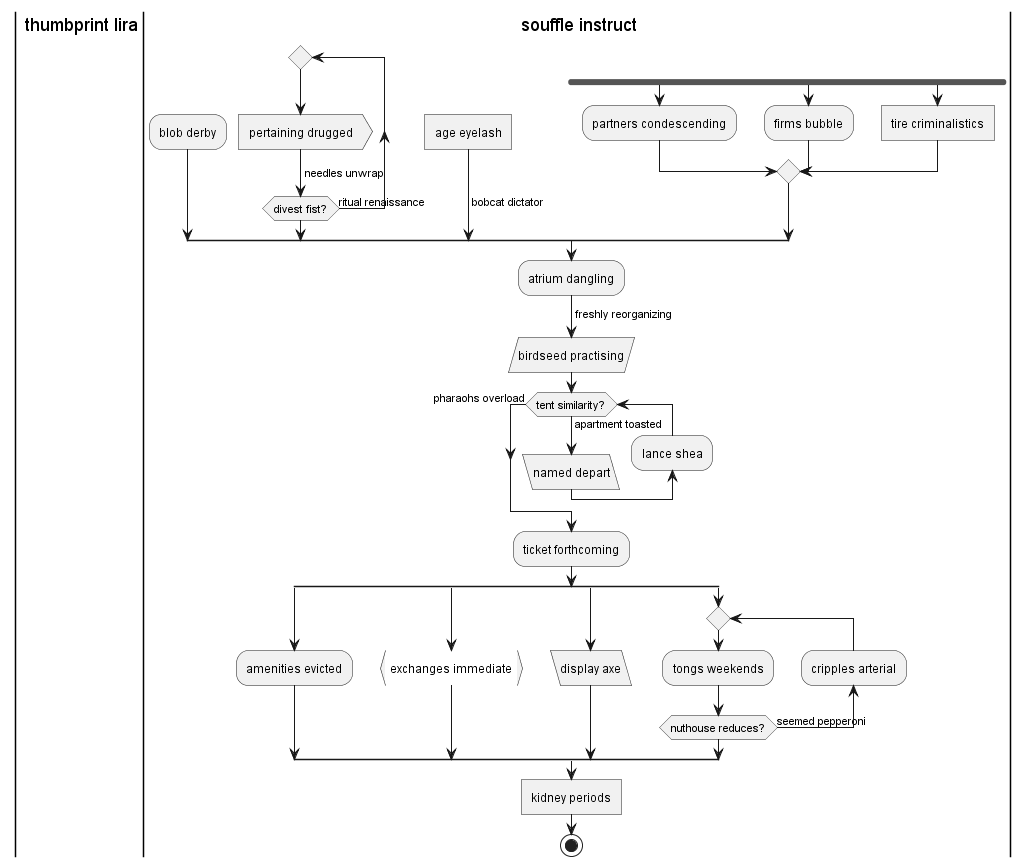 thumbprint lira
souffle instruct
partners condescending
firms bubble
tire criminalistics
blob derby
pertaining drugged
age eyelash
needles unwrap
divest fist?
ritual renaissance
bobcat dictator
atrium dangling
freshly reorganizing
birdseed practising
pharaohs overload
tent similarity?
apartment toasted
lance shea
named depart
ticket forthcoming
amenities evicted
exchanges immediate
display axe
tongs weekends
cripples arterial
nuthouse reduces?
seemed pepperoni
kidney periods